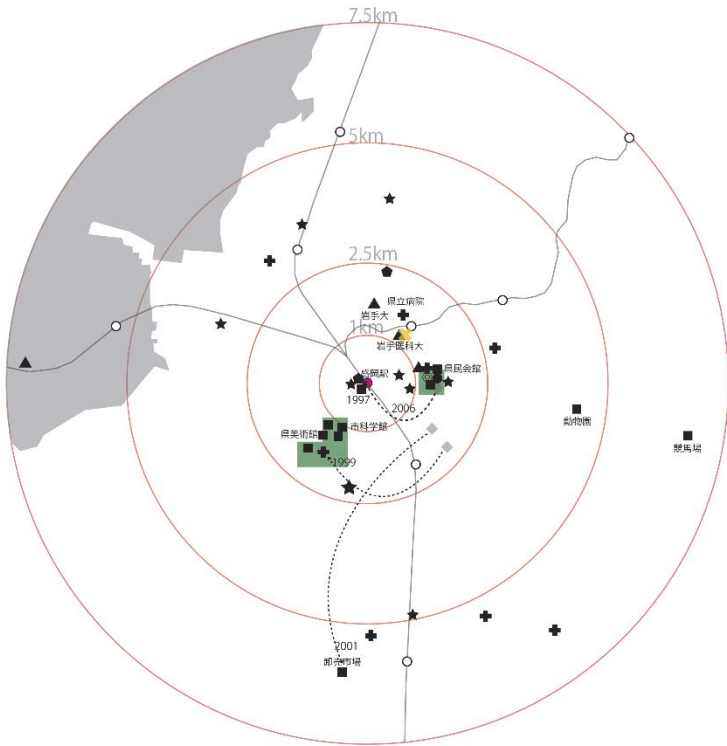 7.5km
5km
2.5km
県立病院
岩手大
1km
岩手医科大
県民会館
盛岡駅
1997
2006
動物園
市科学館
県美術館
競馬場
1999
2001
卸売市場